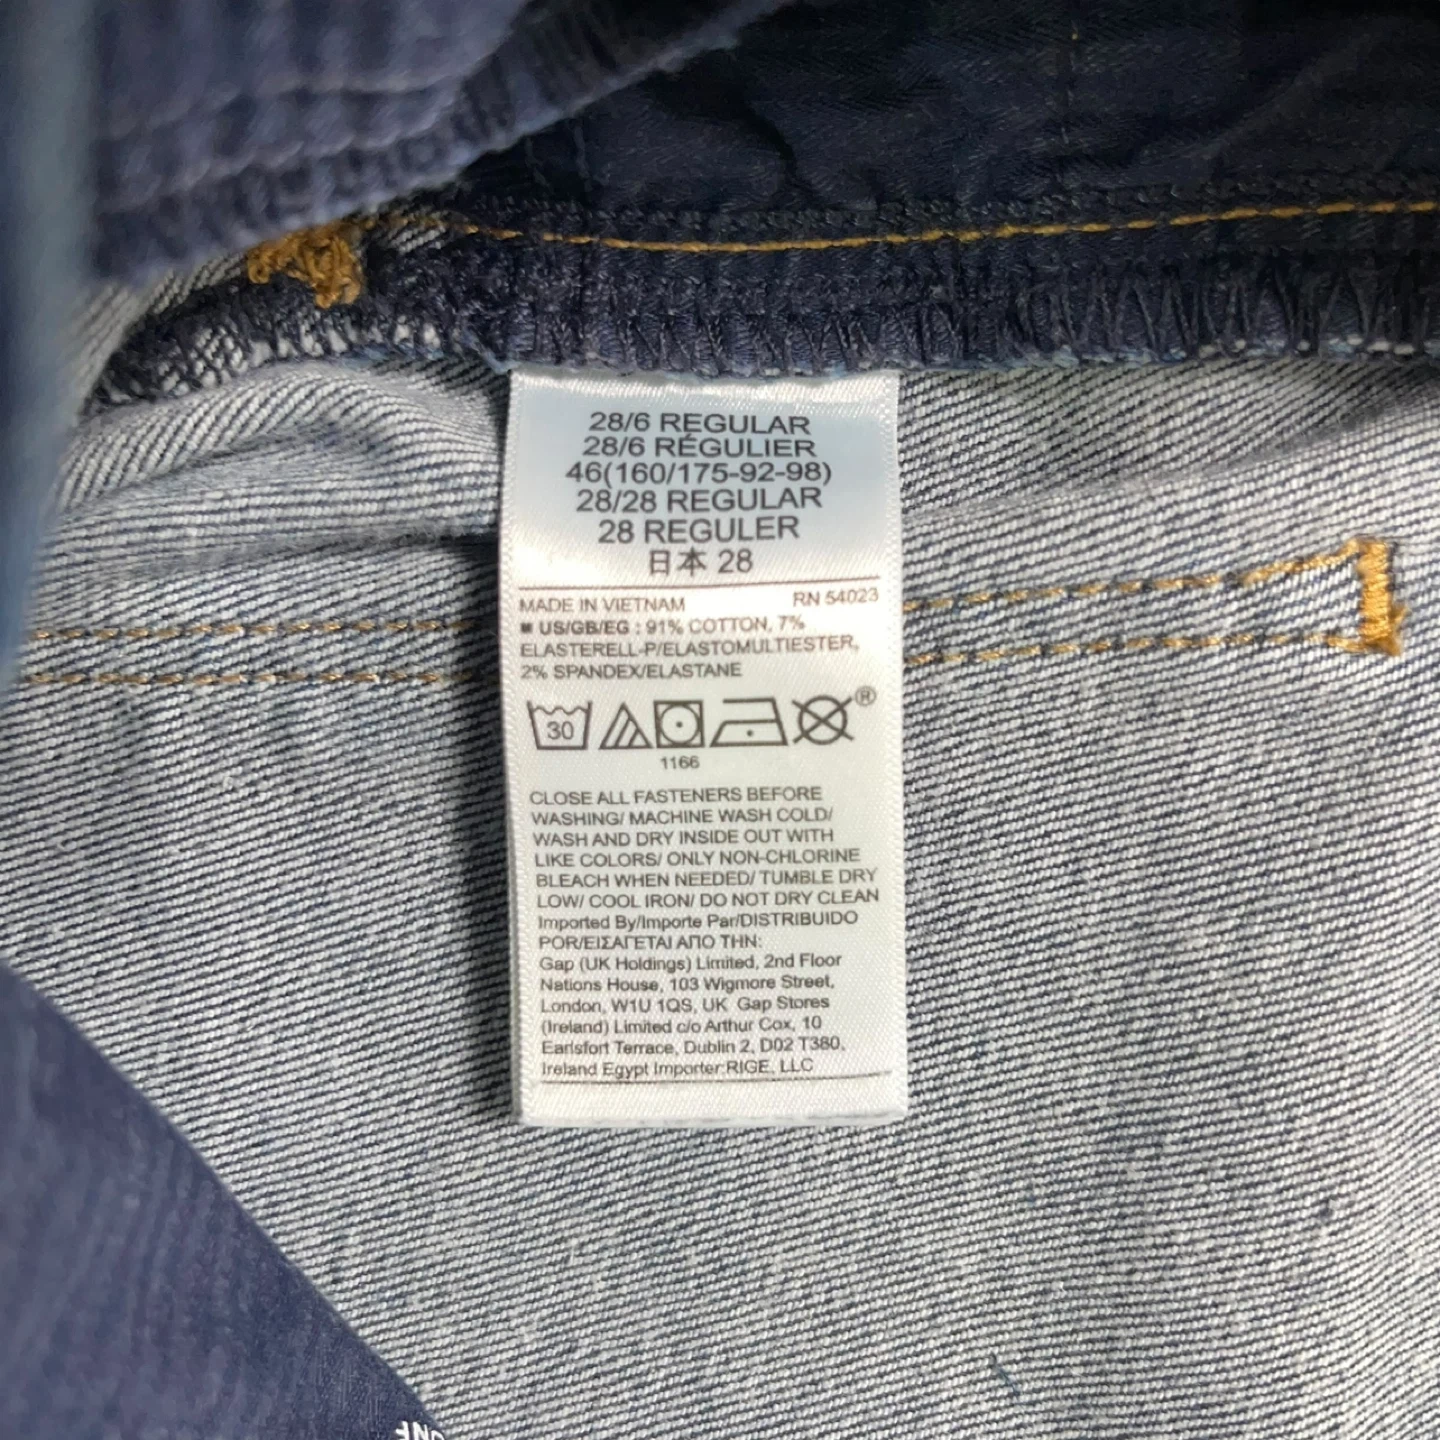 28/6 REGULAR
28/6 RÉGULIER
46(160/175-92-98)
28/28 REGULAR
28 REGULER
日本 28
MADE IN VIETNAM RN 54023
■ US/GB/EG : 91% COTTON, 7%
ELASTERELL-P/ELASTOMULTIESTER,
2% SPANDEX/ELASTANE
30 ®
1166
CLOSE ALL FASTENERS BEFORE
WASHING/ MACHINE WASH COLD/
WASH AND DRY INSIDE OUT WITH
LIKE COLORS/ ONLY NON-CHLORINE
BLEACH WHEN NEEDED/ TUMBLE DRY
LOW/ COOL IRON/ DO NOT DRY CLEAN
Imported By/Importe Par/DISTRIBUIDO
POR/ΕΙΣΑΓΕΤΑΙ ΑΠΟ ΤΗΝ:
Gap (UK Holdings) Limited, 2nd Floor
Nations House, 103 Wigmore Street,
London, W1U 1QS, UK Gap Stores
(Ireland) Limited c/o Arthur Cox, 10
Earlsfort Terrace, Dublin 2, D02 T380,
Ireland Egypt Importer:RIGE, LLC